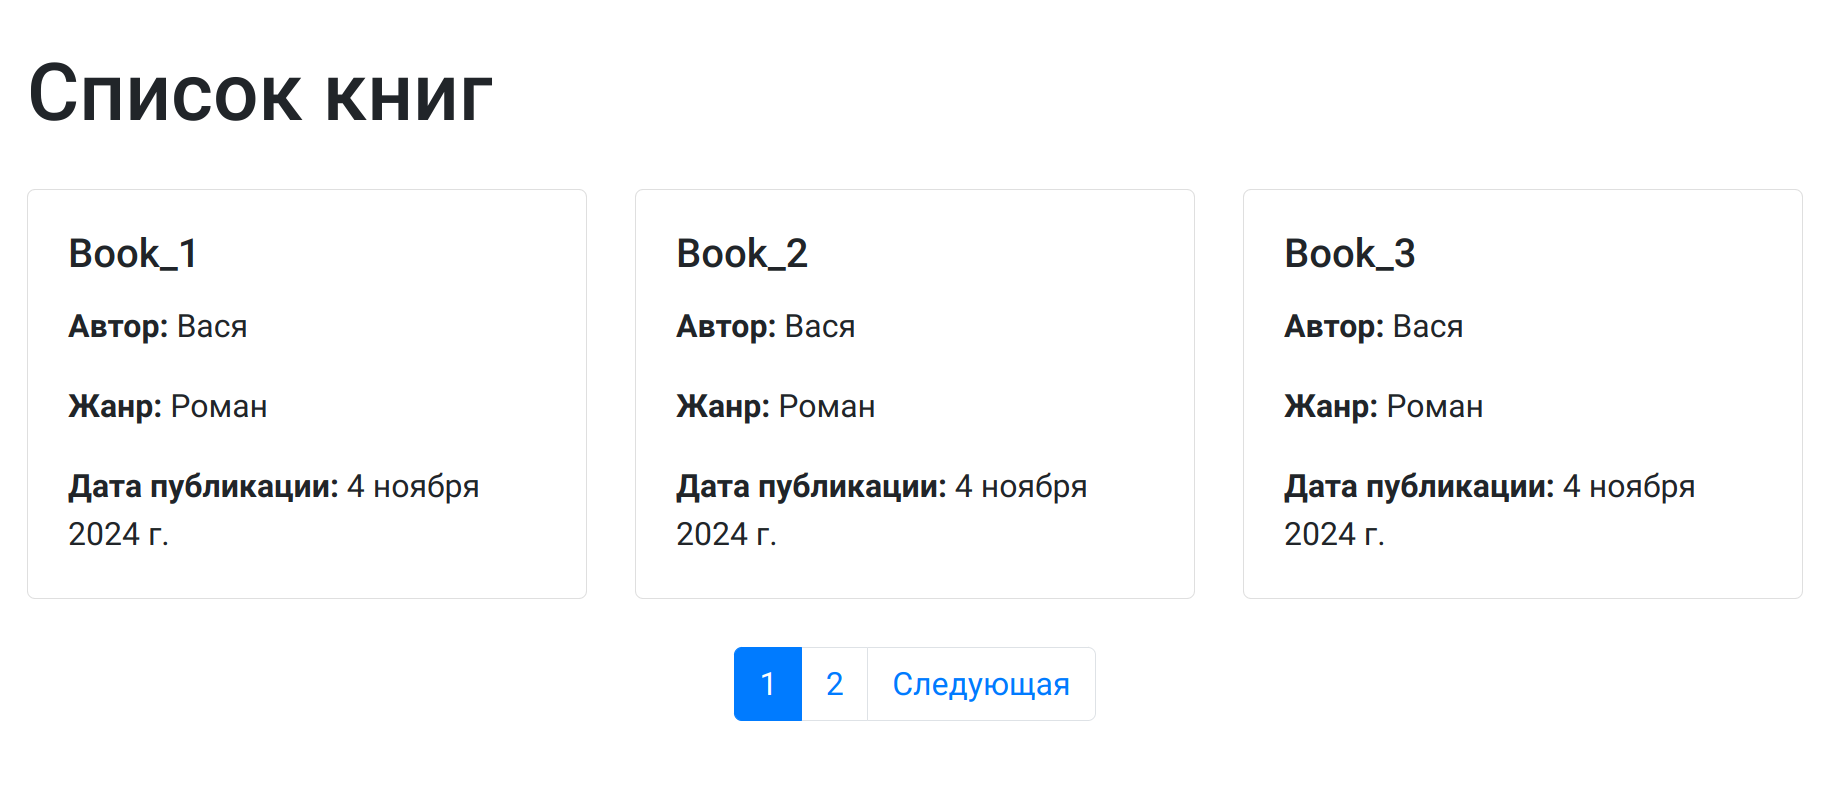 Список книг
Book_1
Автор: Вася
Жанр: Роман
Дата публикации: 4 ноября
2024 г.
Book_2
Автор: Вася
Жанр: Роман
Дата публикации: 4 ноября
2024 г.
Book_3
Автор: Вася
Жанр: Роман
Дата публикации: 4 ноября
2024 г.
1 2 Следующая